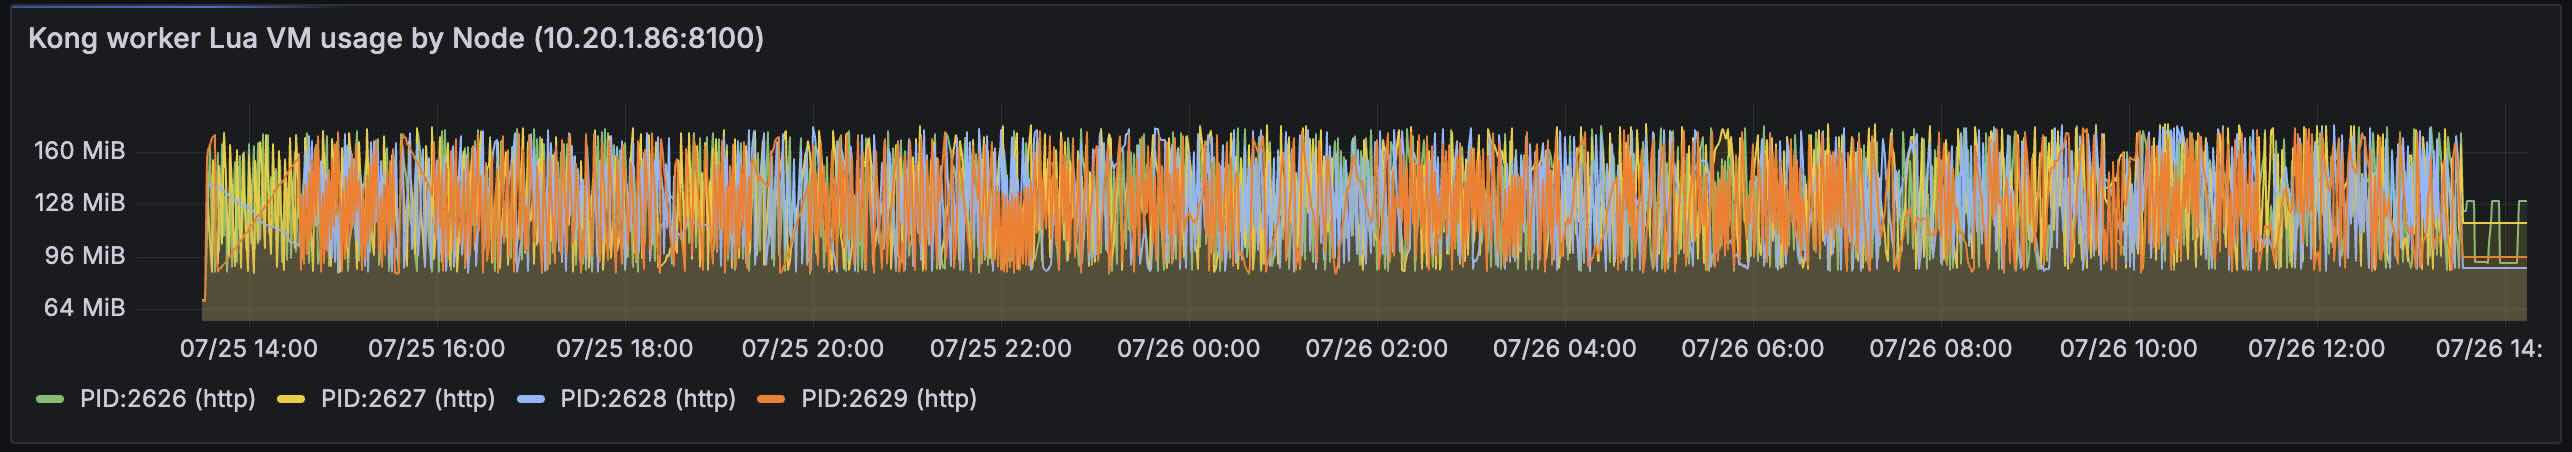 Kong worker Lua VM usage by Node (10.20.1.86:8100)
160 MiB
128 MiB
96 MiB
64 MiB
07/25 14:00 07/25 16:00 07/25 18:00 07/25 20:00 07/25 22:00 07/26 00:00 07/26 02:00 07/26 04:00 07/26 06:00 07/26 08:00 07/26 10:00 07/26 12:00 07/26 14:
PID:2626 (http) PID:2627 (http) PID:2628 (http) PID:2629 (http)